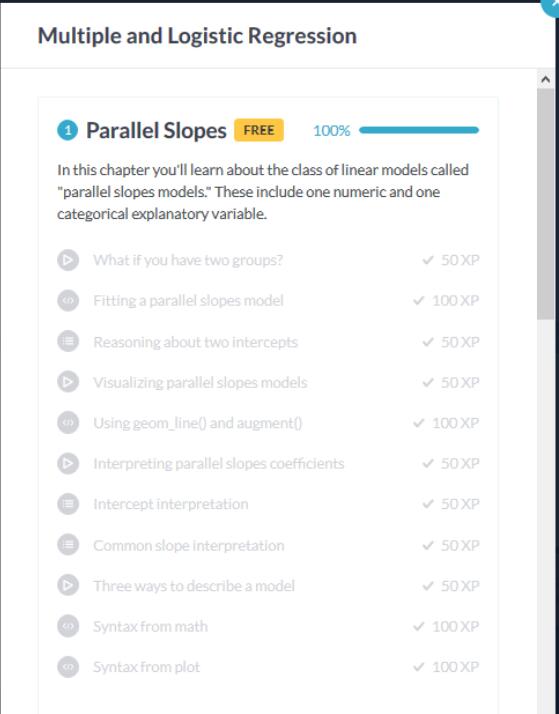 Multiple and Logistic Regression
1 Parallel Slopes FREE 100%
In this chapter you'll learn about the class of linear models called
"parallel slopes models." These include one numeric and one
categorical explanatory variable.
What if you have two groups? 50 XP
Fitting a parallel slopes model 100 XP
Reasoning about two intercepts 50 XP
Visualizing parallel slopes models 50 XP
Using geom_line() and augment() 100 XP
Interpreting parallel slopes coefficients 50 XP
Intercept interpretation 50 XP
Common slope interpretation 50 XP
Three ways to describe a model 50 XP
Syntax from math 100 XP
Syntax from plot 100 XP